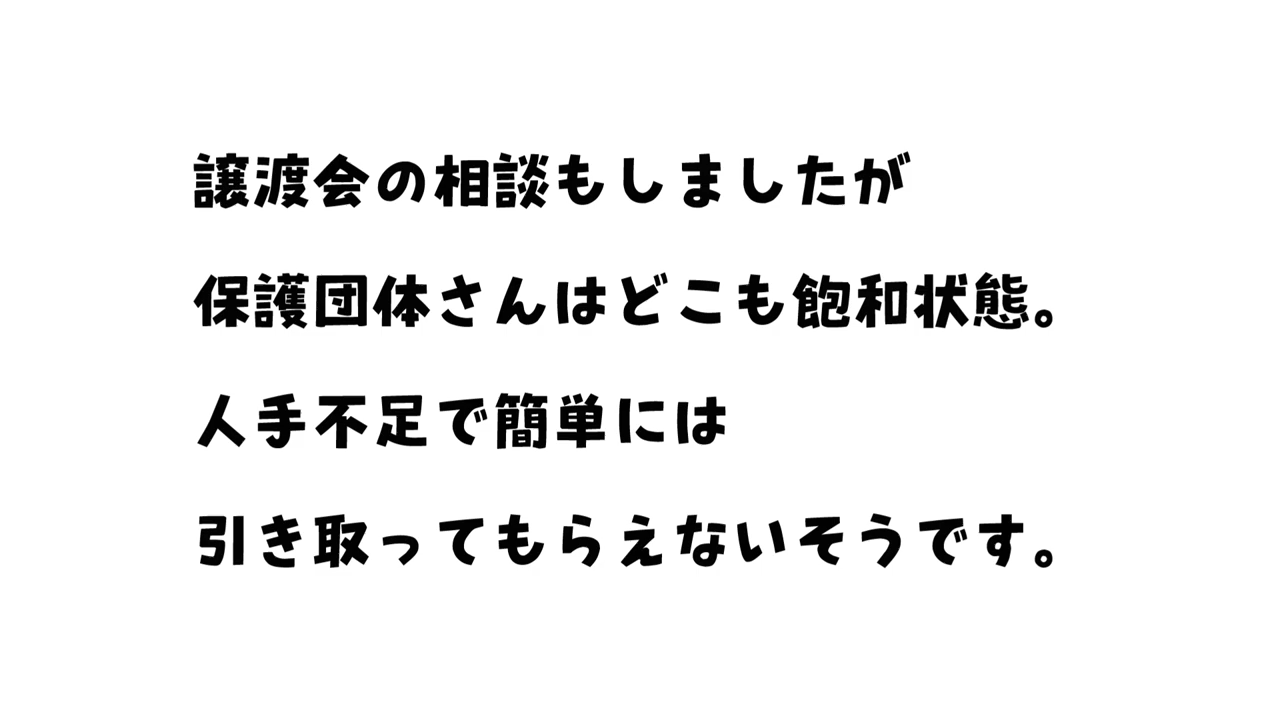 譲渡会の相談もしましたが
保護団体さんはどこも飽和状態。
人手不足で簡単には
引き取ってもらえないそうです。